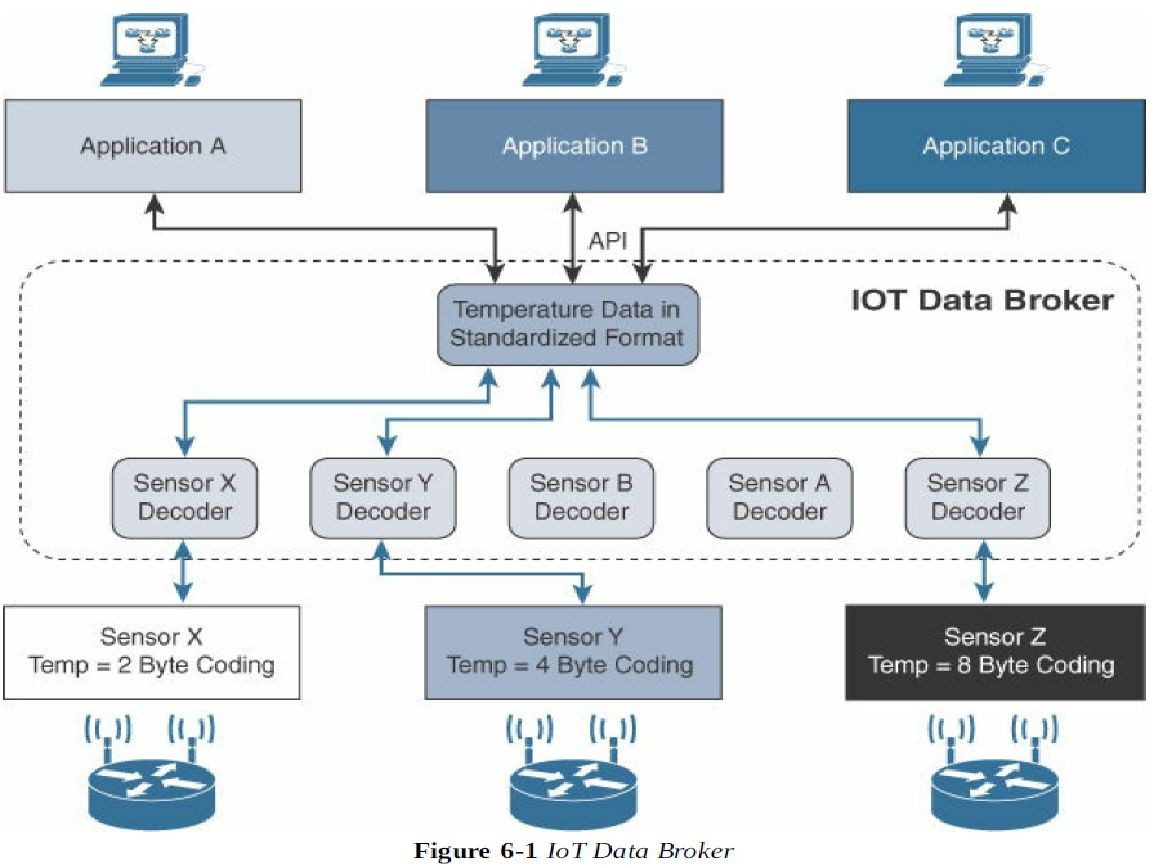 Application A
Application B
Application C
API
IOT Data Broker
Temperature Data in
Standardized Format
Sensor X
Decoder
Sensor Y
Decoder
Sensor B
Decoder
Sensor A
Decoder
Sensor Z
Decoder
Sensor X
Temp = 2 Byte Coding
Sensor Y
Temp = 4 Byte Coding
Sensor Z
Temp = 8 Byte Coding
Figure 6-1 IoT Data Broker